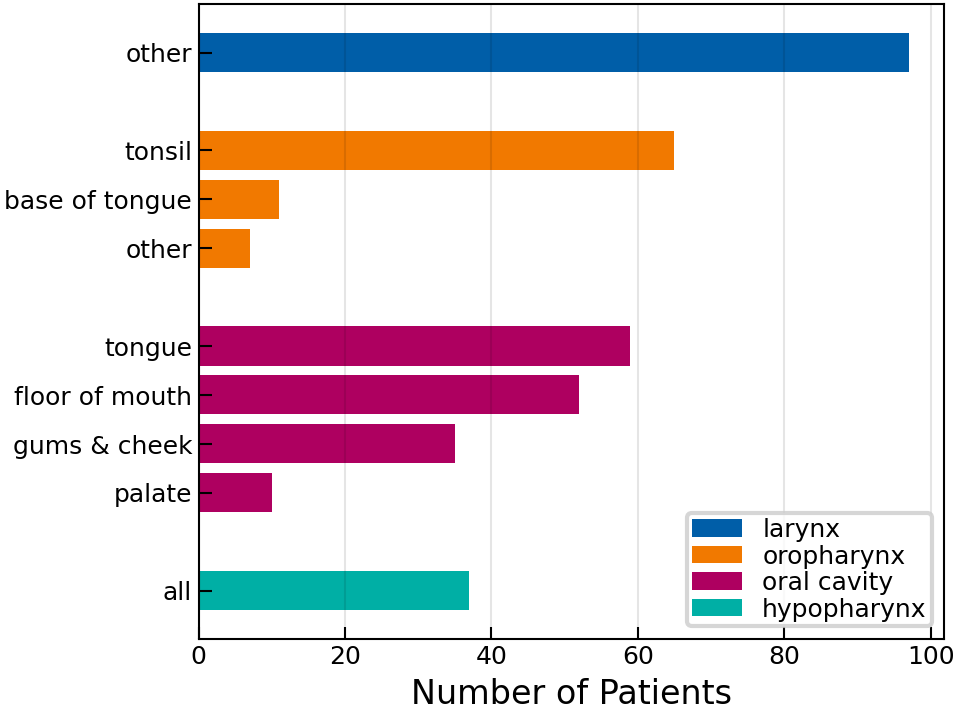 other
tonsil
base of tongue
other
tongue
floor of mouth
gums & cheek
palate
all
larynx
oropharynx
oral cavity
hypopharynx
0 20 40 60 80 100
Number of Patients